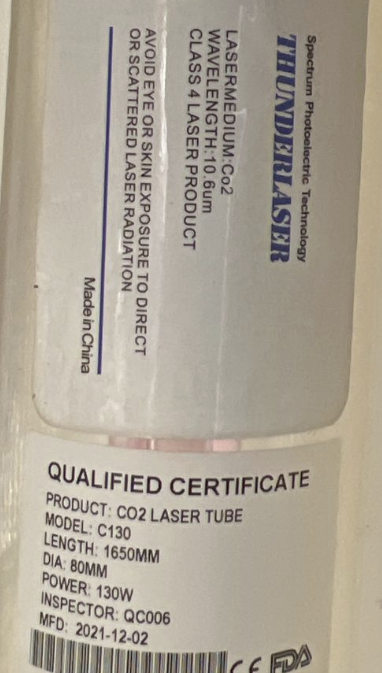 Spectrum Photoelectric Technology
THUNDERLASER
LASERMEDIUM:Co2
WAVELENGTH:10.6um
CLASS 4 LASER PRODUCT
AVOID EYE OR SKIN EXPOSURE TO DIRECT
OR SCATTERED LASER RADIATION
Made in China
QUALIFIED CERTIFICATE
PRODUCT: CO2 LASER TUBE
MODEL: C130
LENGTH: 1650MM
DIA: 80MM
POWER: 130W
INSPECTOR: QC006
MFD: 2021-12-02
CE FDA